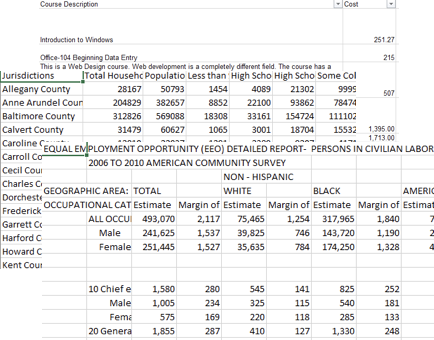 Course Description Cost
Introduction to Windows 251.27
Office-104 Beginning Data Entry 215
This is a Web Design course. Web development is a completely different field. The course has a
Jurisdictions Total Househc Populatio Less than High Scho High Scho Some Col
507
Allegany County 28167 50793 1454 4089 21302 9999
Anne Arundel Coun 204829 382657 8852 22100 93862 78474
Baltimore County 312826 569088 18308 33161 154724 111102
Calvert County 31479 60627 1065 3001 18704 15532 1,395.00
Caroline 1,713.00
EQUAL EMPLOYMENT OPPORTUNITY (EEO) DETAILED REPORT- PERSONS IN CIVILIAN LABOR
Carroll Co 2006 TO 2010 AMERICAN COMMUNITY SURVEY
Cecil Coun NON - HISPANIC
Charles C
GEOGRAPHIC AREA: TOTAL WHITE BLACK AMERIC
Dorcheste
OCCUPATIONAL CAT Estimate Margin of Estimate Margin of Estimate Margin of Estimat
Frederick ALL OCCU 493,070 2,117 75,465 1,254 317,965 1,840
Garrett Co Male 241,625 1,537 39,825 746 143,720 1,190
Harford C Female 251,445 1,527 35,635 784 174,250 1,328
Howard C
Kent Coun
10 Chief e 1,580 280 545 141 825 252
Male 1,005 234 325 115 540 181
Fema 575 169 220 118 285 133
20 Genera 1,855 287 410 127 1,330 248